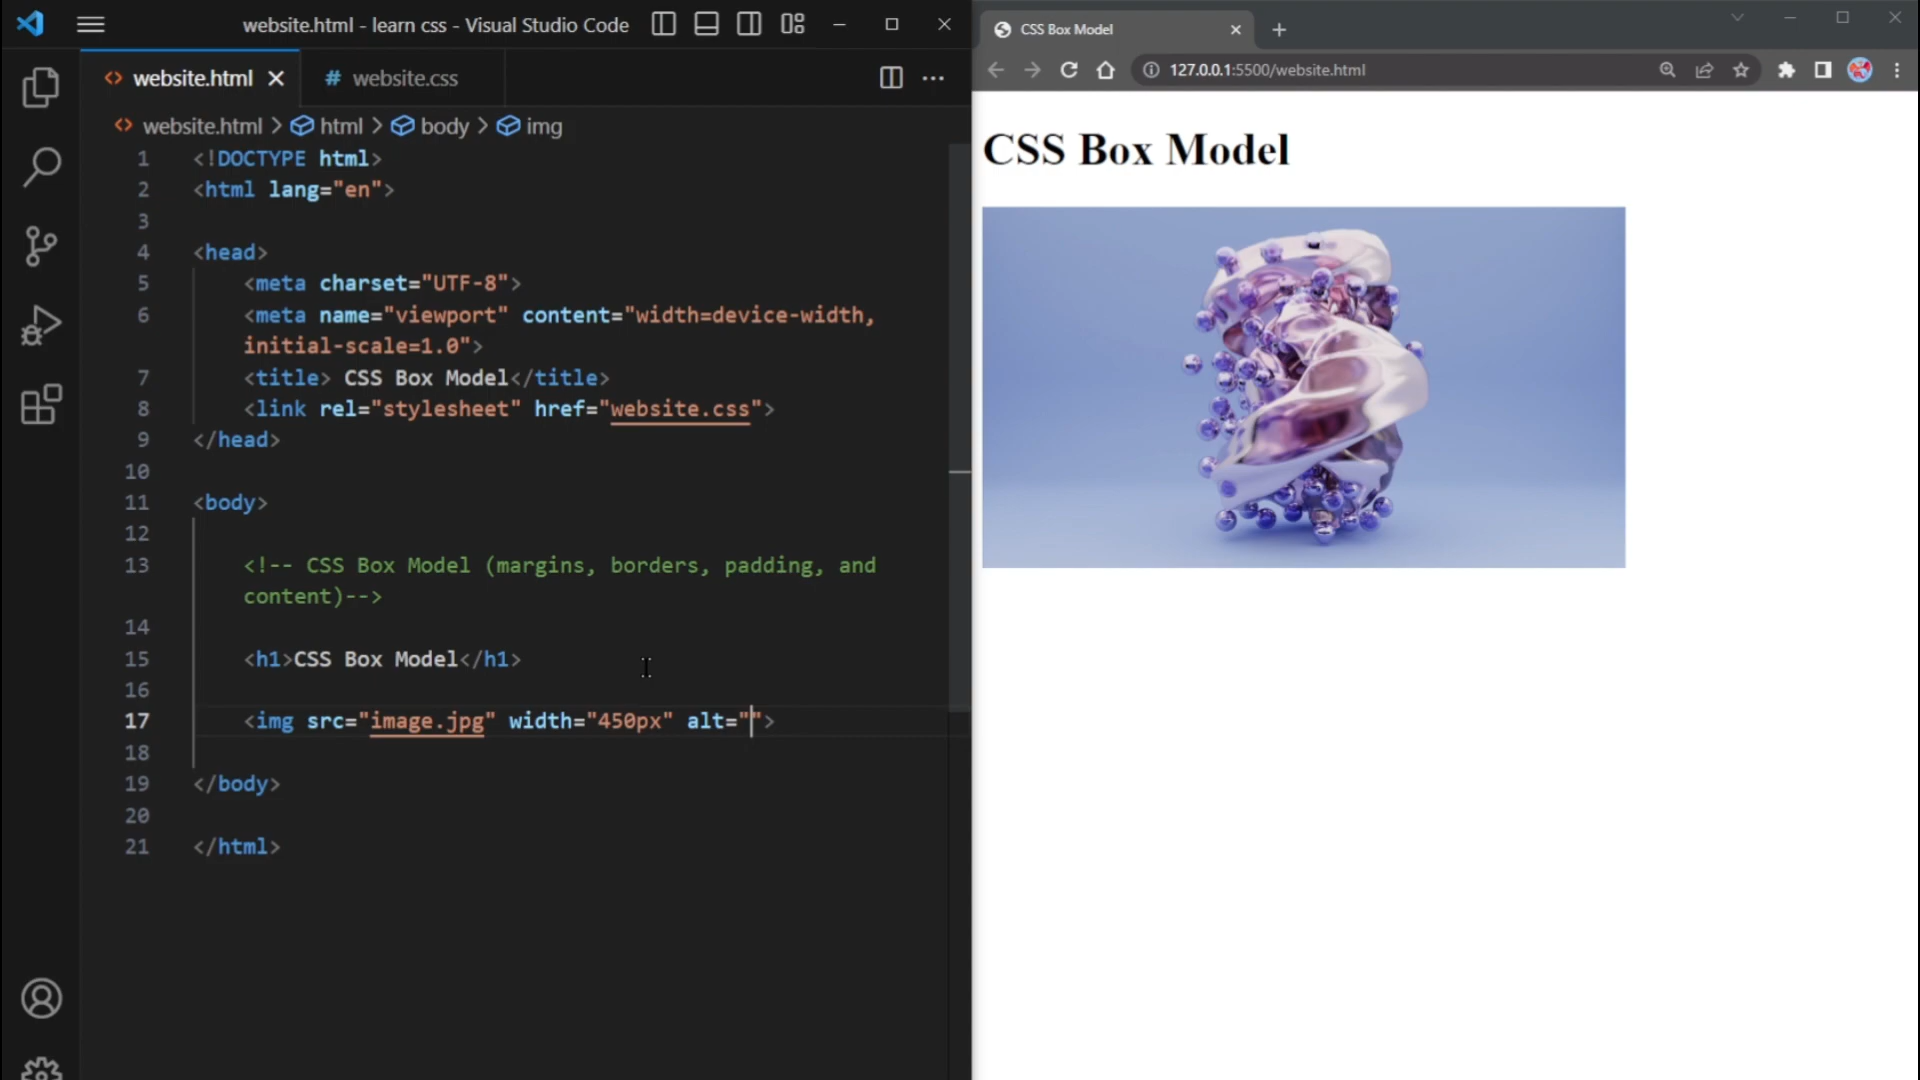 website.html - learn css - Visual Studio Code
website.html
# website.css
website.html > html > body > img
1 <!DOCTYPE html>
2 <html lang="en">
3
4 <head>
5 <meta charset="UTF-8">
6 <meta name="viewport" content="width=device-width,
initial-scale=1.0">
7 <title> CSS Box Model</title>
8 <link rel="stylesheet" href="website.css">
9 </head>
10
11 <body>
12
13 <!-- CSS Box Model (margins, borders, padding, and
content)-->
14
15 <h1>CSS Box Model</h1>
16
17 <img src="image.jpg" width="450px" alt="">
18
19 </body>
20
21 </html>
CSS Box Model
127.0.0.1:5500/website.html
CSS Box Model